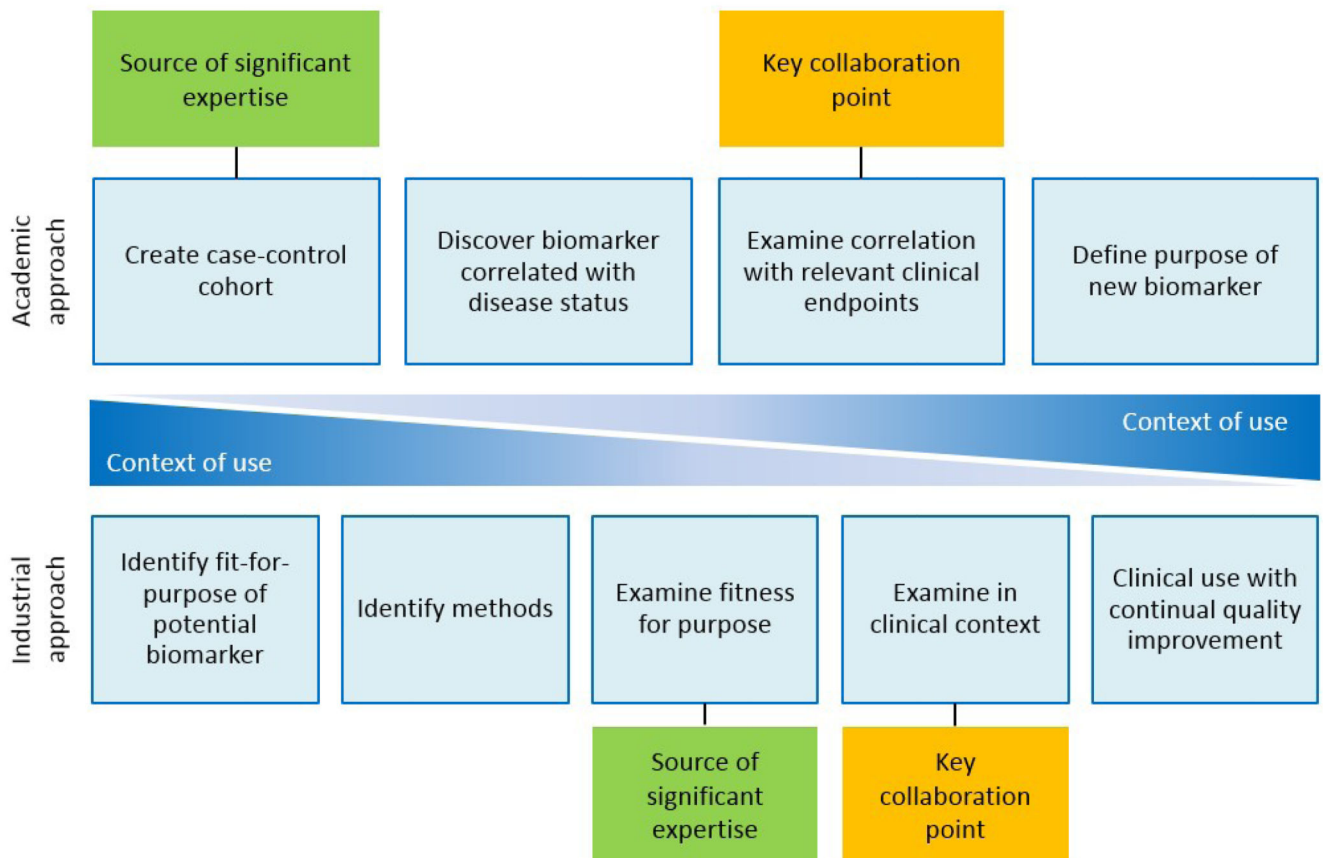 Source of significant
expertise
Key collaboration
point
Academic
approach
Create case-control
cohort
Discover biomarker
correlated with
disease status
Examine correlation
with relevant clinical
endpoints
Define purpose of
new biomarker
Context of use
Context of use
Industrial
approach
Identify fit-for-
purpose of
potential
biomarker
Identify methods
Examine fitness
for purpose
Examine in
clinical context
Clinical use with
continual quality
improvement
Source of
significant
expertise
Key
collaboration
point